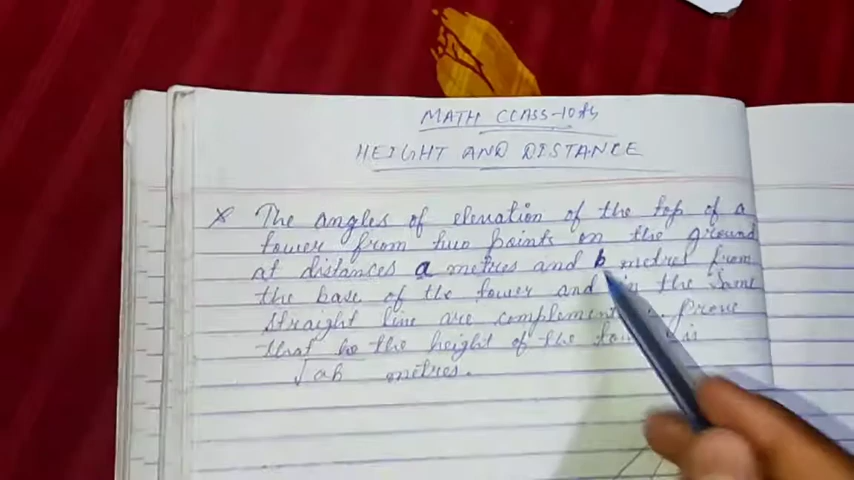 MATH CLASS-10th
HEIGHT AND DISTANCE
x The angles of elevation of the top of a
tower from two points on the ground
at distances a metres and b metres from
the base of the tower and in the same
straight line are complement. Prove
that the height of the is
√ab metres.